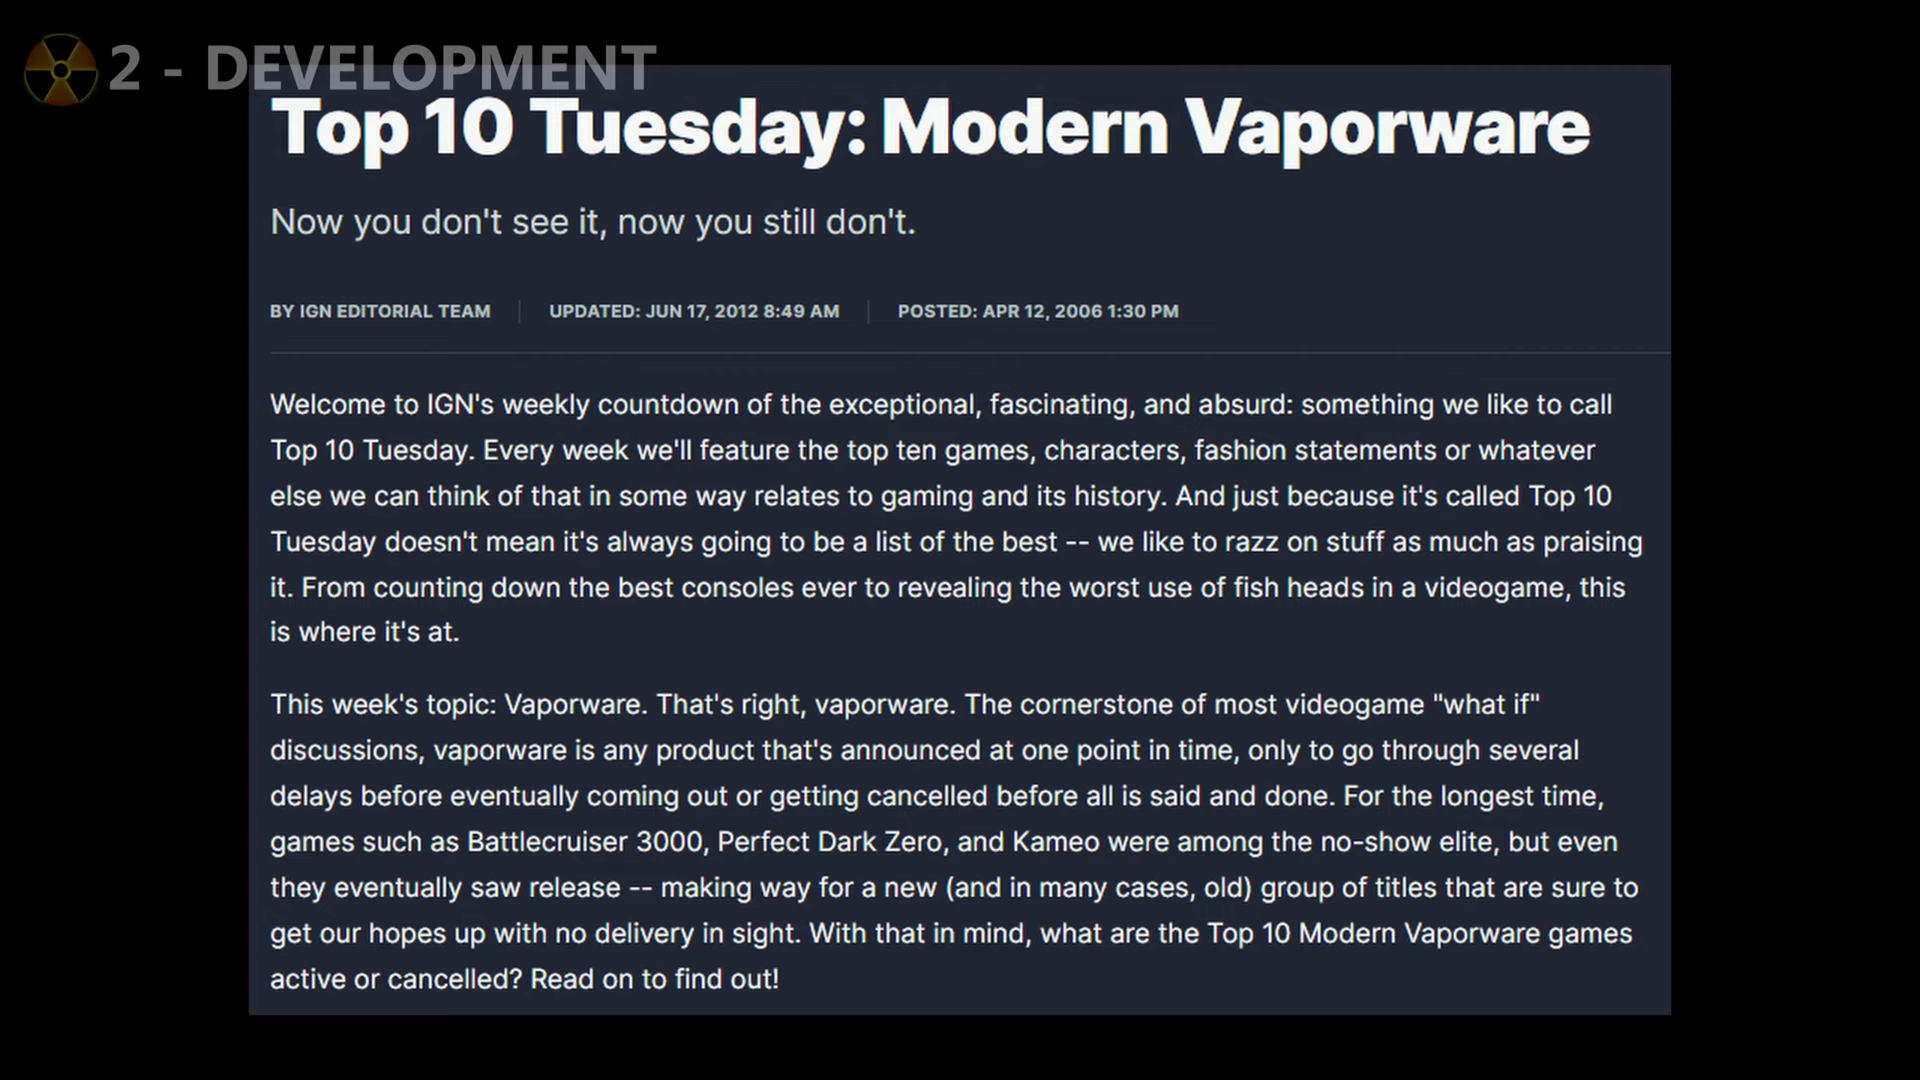 2 - DEVELOPMENT
Top 10 Tuesday: Modern Vaporware
Now you don't see it, now you still don't.
BY IGN EDITORIAL TEAM UPDATED: JUN 17, 2012 8:49 AM POSTED: APR 12, 2006 1:30 PM
Welcome to IGN's weekly countdown of the exceptional, fascinating, and absurd: something we like to call
Top 10 Tuesday. Every week we'll feature the top ten games, characters, fashion statements or whatever
else we can think of that in some way relates to gaming and its history. And just because it's called Top 10
Tuesday doesn't mean it's always going to be a list of the best -- we like to razz on stuff as much as praising
it. From counting down the best consoles ever to revealing the worst use of fish heads in a videogame, this
is where it's at.
This week's topic: Vaporware. That's right, vaporware. The cornerstone of most videogame "what if"
discussions, vaporware is any product that's announced at one point in time, only to go through several
delays before eventually coming out or getting cancelled before all is said and done. For the longest time,
games such as Battlecruiser 3000, Perfect Dark Zero, and Kameo were among the no-show elite, but even
they eventually saw release -- making way for a new (and in many cases, old) group of titles that are sure to
get our hopes up with no delivery in sight. With that in mind, what are the Top 10 Modern Vaporware games
active or cancelled? Read on to find out!